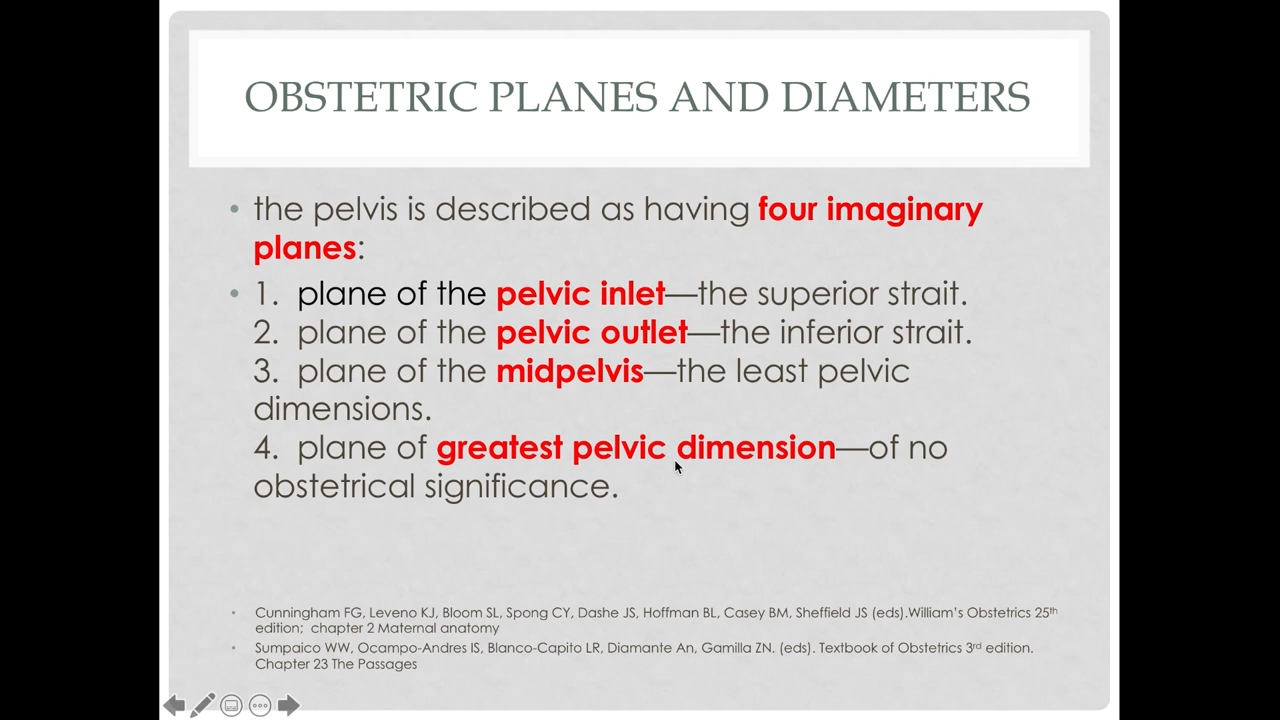 OBSTETRIC PLANES AND DIAMETERS
• the pelvis is described as having four imaginary
planes:
• 1. plane of the pelvic inlet—the superior strait.
2. plane of the pelvic outlet—the inferior strait.
3. plane of the midpelvis—the least pelvic
dimensions.
4. plane of greatest pelvic dimension—of no
obstetrical significance.
• Cunningham FG, Leveno KJ, Bloom SL, Spong CY, Dashe JS, Hoffman BL, Casey BM, Sheffield JS (eds).William's Obstetrics 25th
edition; chapter 2 Maternal anatomy
• Sumpaico WW, Ocampo-Andres IS, Blanco-Capito LR, Diamante An, Gamilla ZN. (eds). Textbook of Obstetrics 3rd edition.
Chapter 23 The Passages